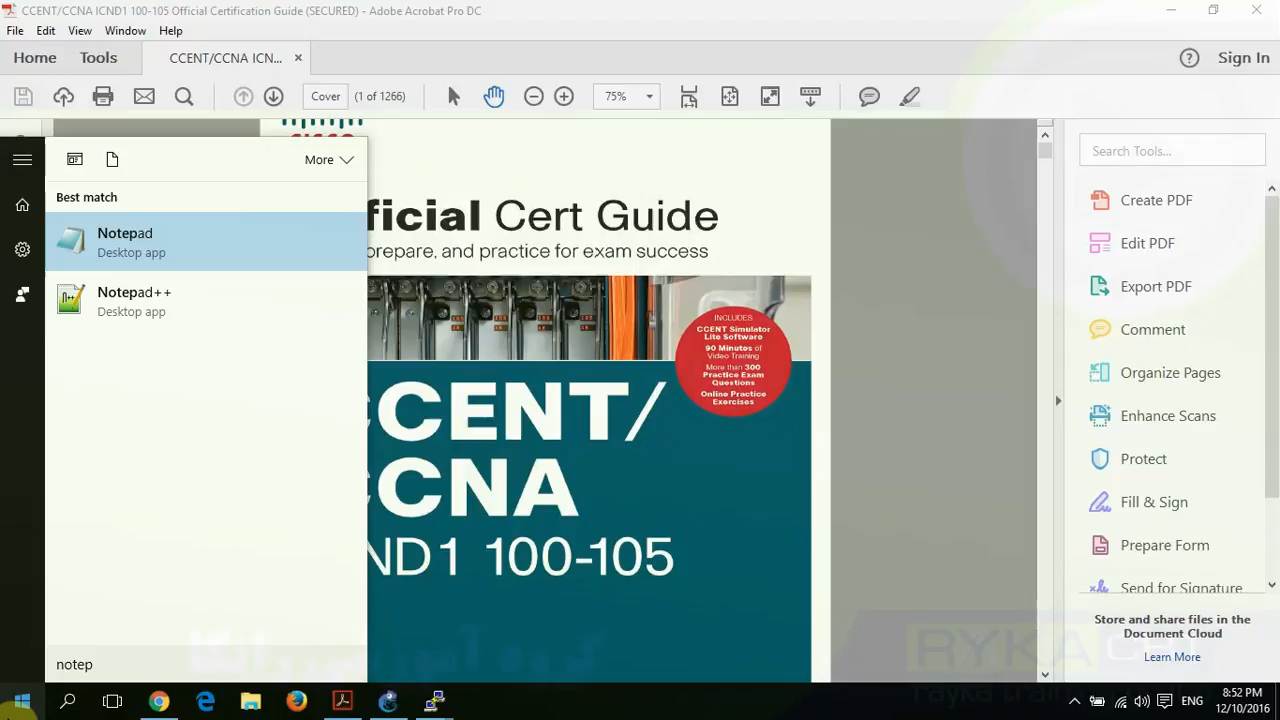 CCENT/CCNA ICND1 100-105 Official Certification Guide (SECURED) - Adobe Acrobat Pro DC
File Edit View Window Help
Home Tools CCENT/CCNA ICN... ×
Sign In
Cover (1 of 1266) 75%
More
Search Tools...
Best match
Notepad
Desktop app
Notepad++
Desktop app
ficial Cert Guide
prepare, and practice for exam success
INCLUDES
CCENT Simulator
Lite Software
90 Minutes of
Video Training
More than 300
Practice Exam
Questions
Online Practice
Exercises
CCENT/
CCNA
ND1 100-105
Create PDF
Edit PDF
Export PDF
Comment
Organize Pages
Enhance Scans
Protect
Fill & Sign
Prepare Form
Send for Signature
Store and share files in the
Document Cloud
Learn More
notep
RYKA
ENG
8:52 PM
12/10/2016